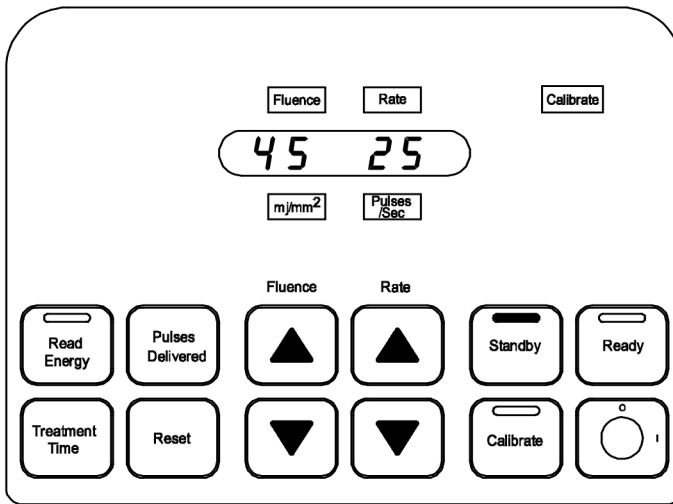 Fluence
Rate
Calibrate
45
25
mj/mm²
Pulses
/Sec
Fluence
Rate
Read
Energy
Pulses
Delivered
Standby
Ready
Treatment
Time
Reset
Calibrate
O
I